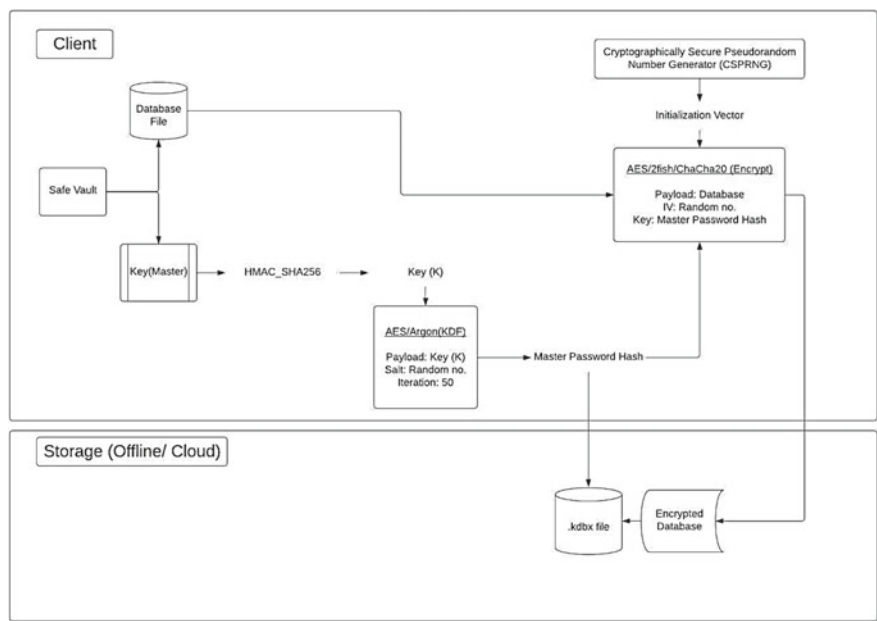 Client
Cryptographically Secure Pseudorandom
Number Generator (CSPRNG)
Database
File
Initialization Vector
AES/2fish/ChaCha20 (Encrypt)
Payload: Database
IV: Random no.
Key: Master Password Hash
Safe Vault
Key(Master)
HMAC_SHA256
Key (K)
AES/Argon(KDF)
Payload: Key (K)
Salt: Random no.
Iteration: 50
Master Password Hash
Storage (Offline/ Cloud)
.kdbx file
Encrypted
Database